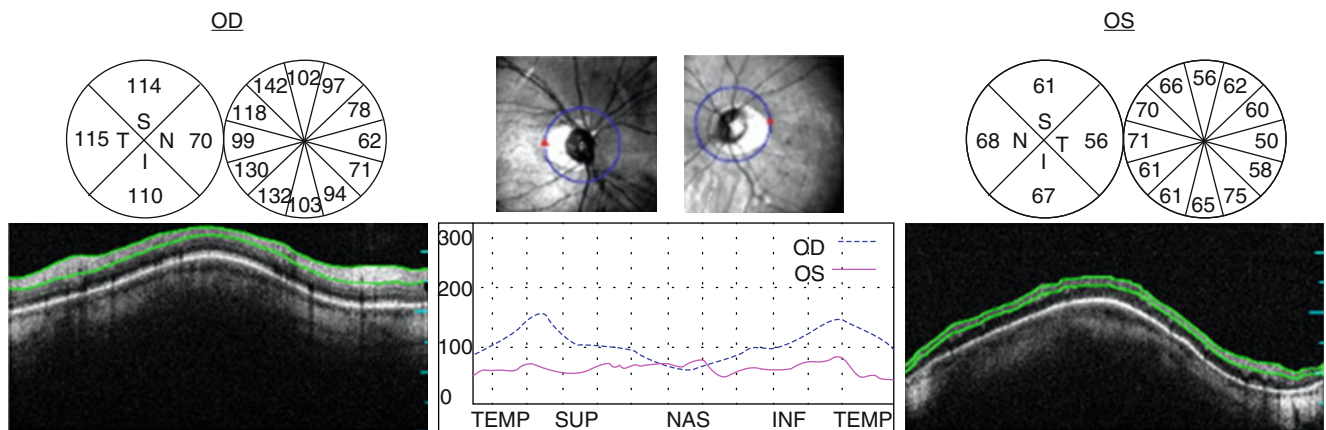 OD
OS
114
115 T S N 70
I
110
102
142 97
118 78
99 62
130 71
132 94
103
61
68 N S T 56
I
67
56
66 62
70 60
71 50
61 58
61 75
65
300
200
100
0
OD
OS
TEMP SUP NAS INF TEMP